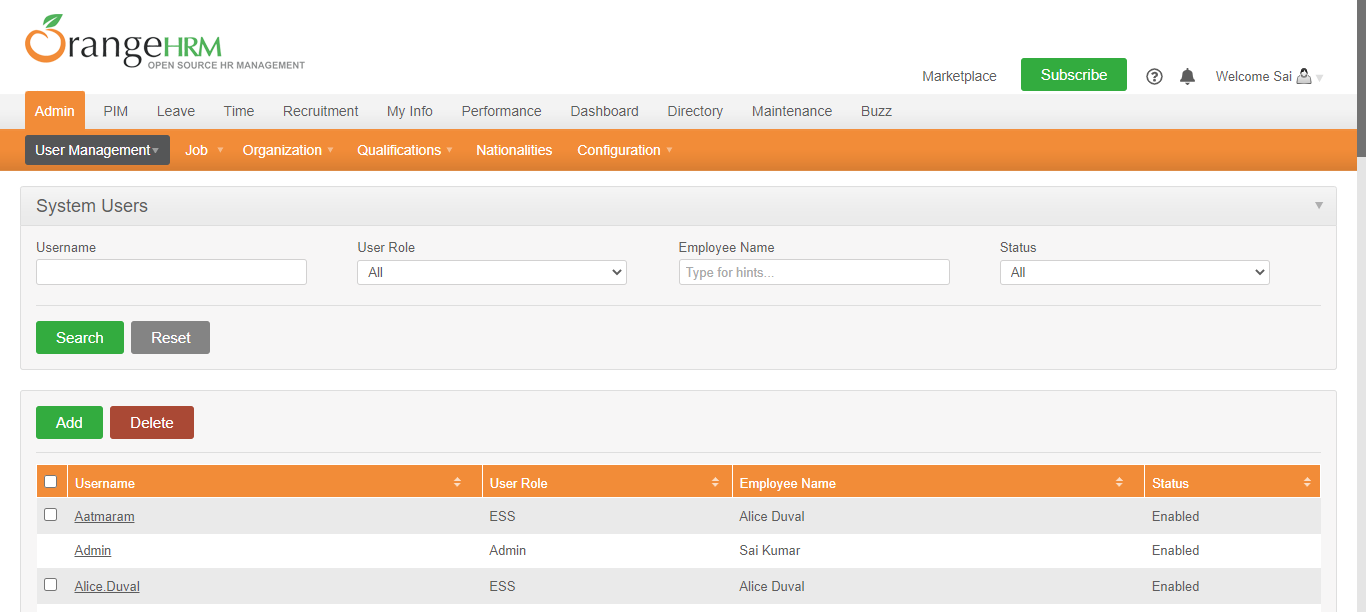 OrangeHRM
OPEN SOURCE HR MANAGEMENT
Marketplace Subscribe Welcome Sai
Admin PIM Leave Time Recruitment My Info Performance Dashboard Directory Maintenance Buzz
User Management Job Organization Qualifications Nationalities Configuration
System Users
Username User Role Employee Name Status
All Type for hints... All
Search Reset
Add Delete
Username User Role Employee Name Status
Aatmaram ESS Alice Duval Enabled
Admin Admin Sai Kumar Enabled
Alice.Duval ESS Alice Duval Enabled